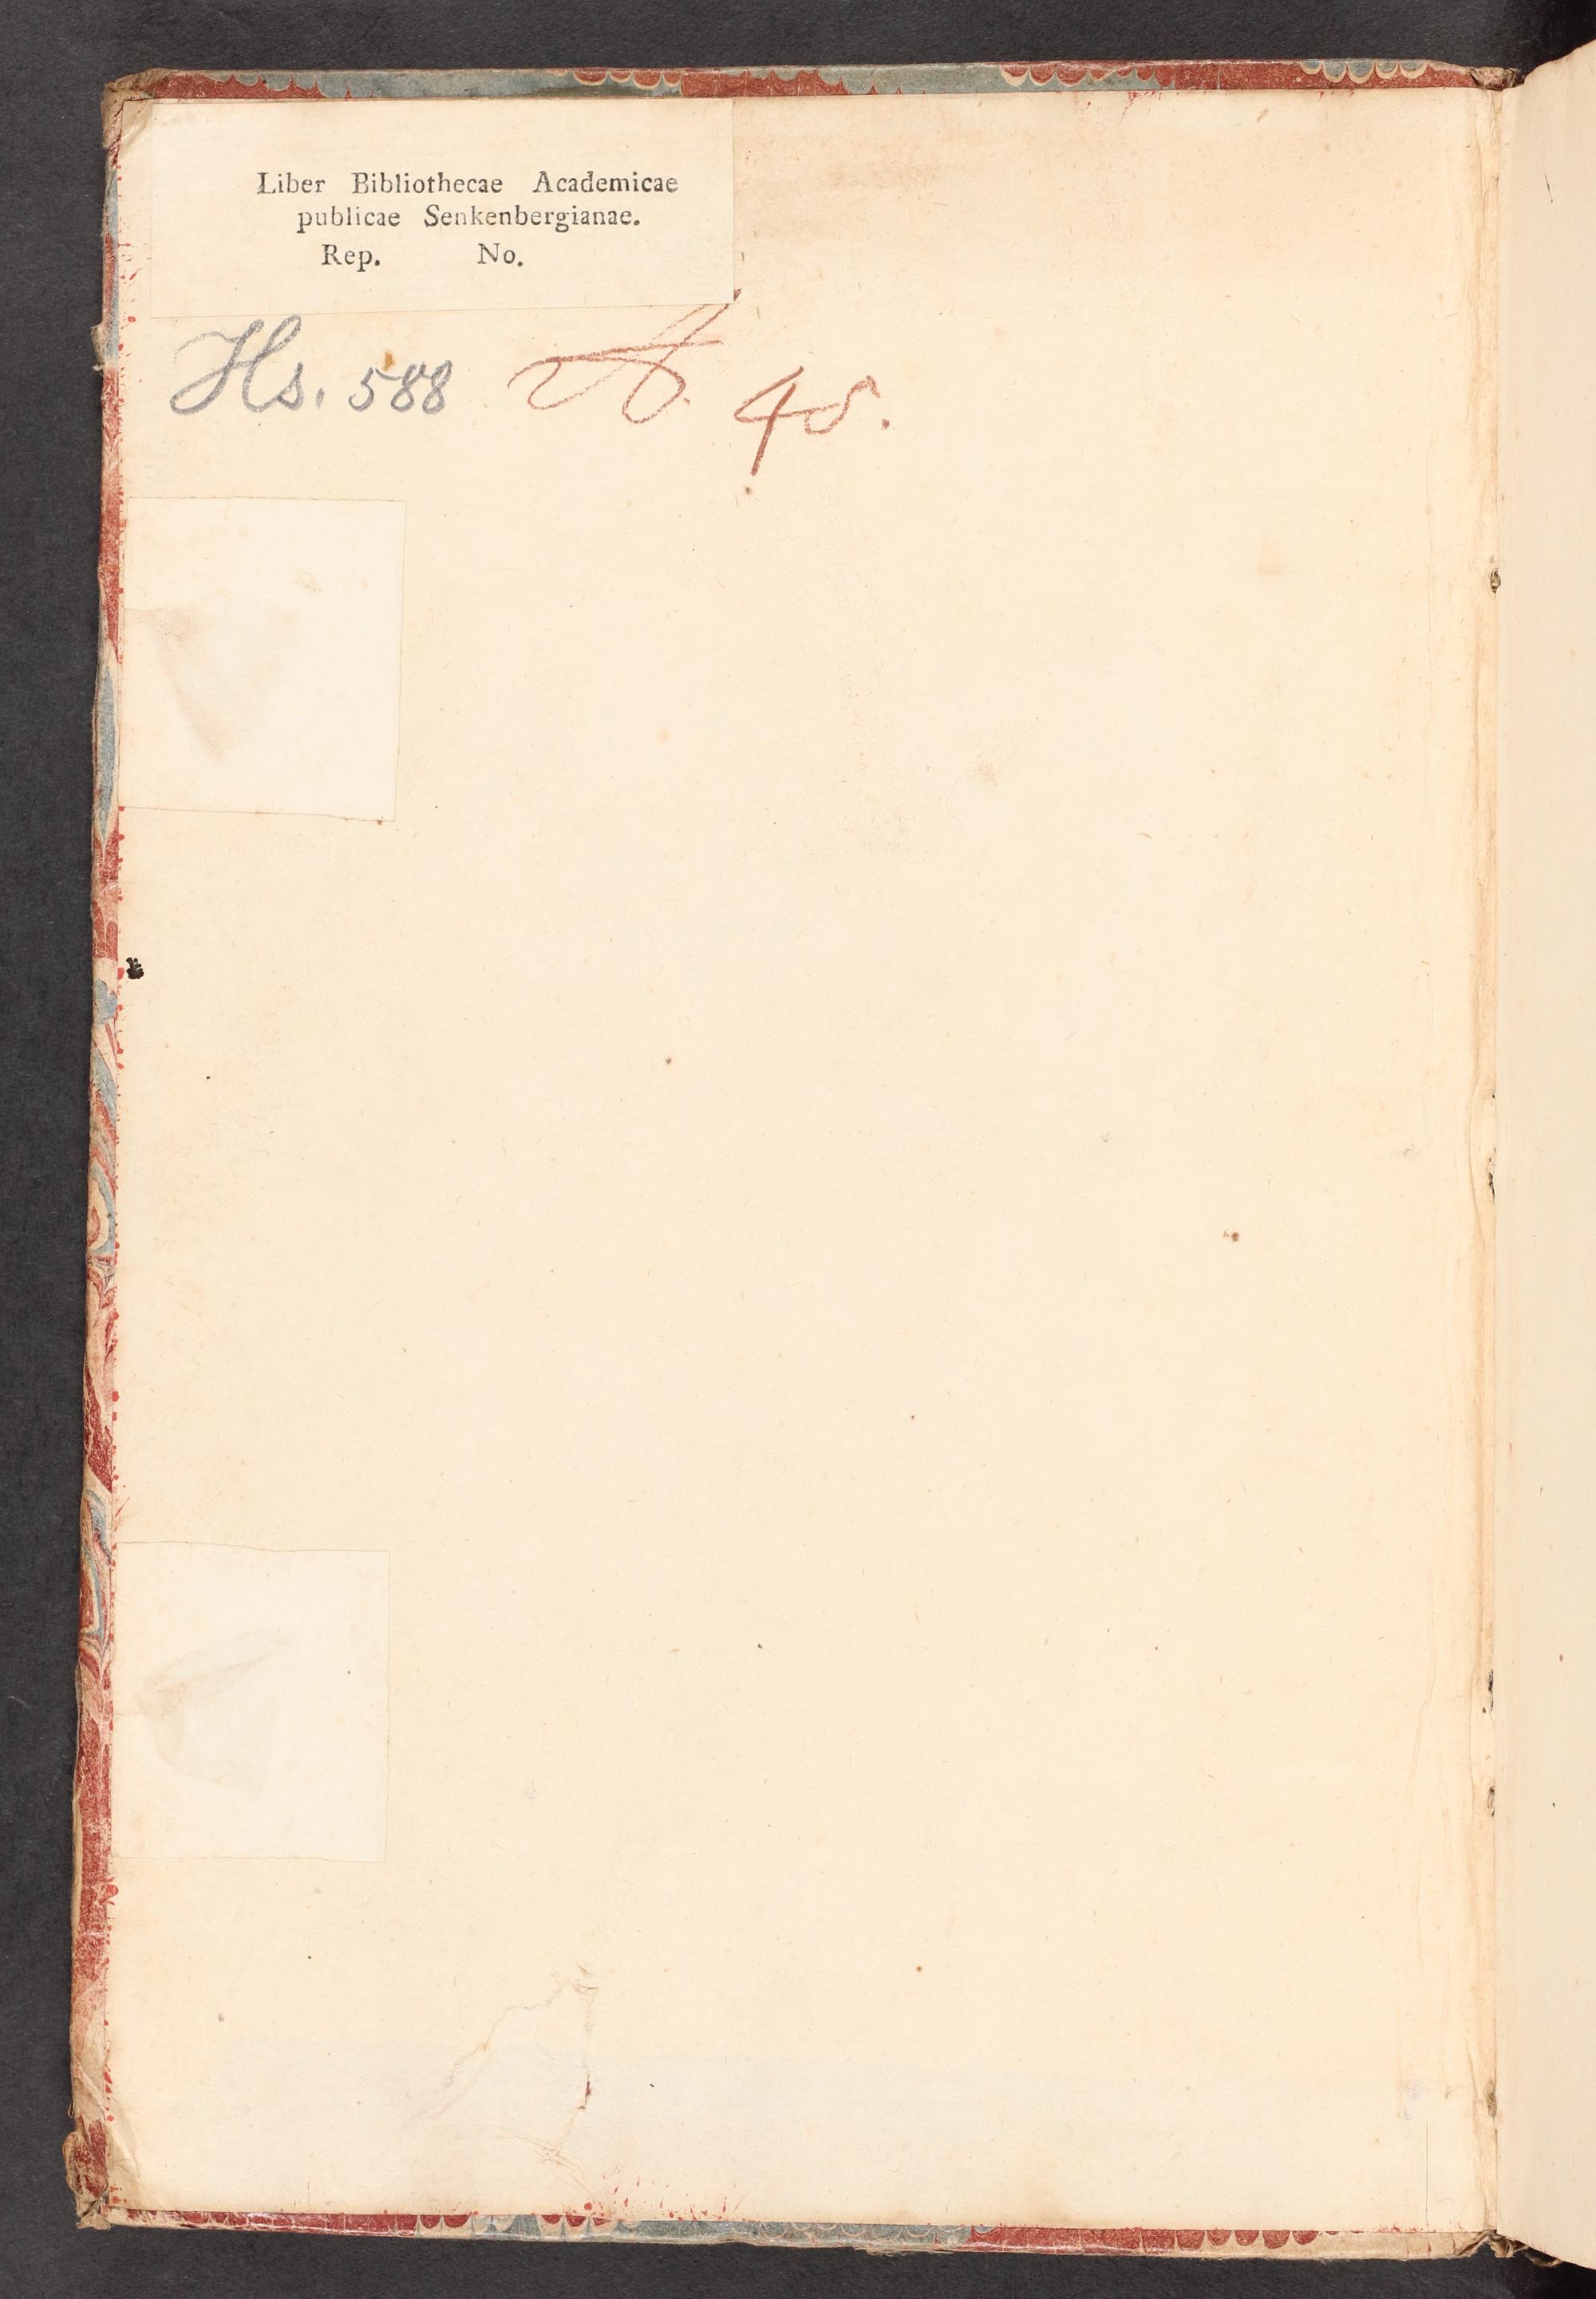 Liber Bibliothecae Academicae
publicae Senkenbergianae.
Rep. No.
Hs. 588